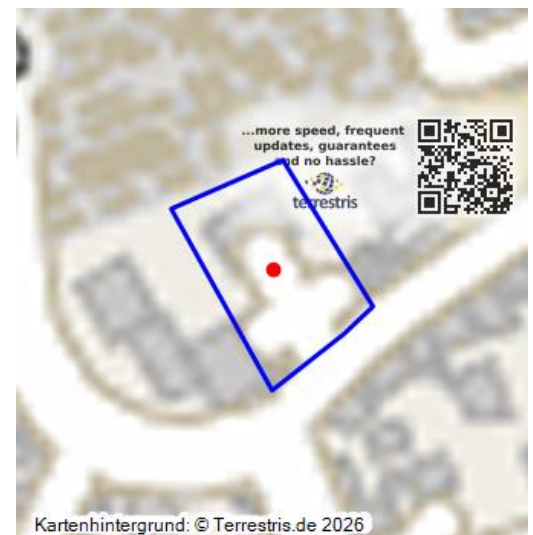 ...more speed, frequent
updates, guarantees
and no hassle?
terrestris
Kartenhintergrund: © Terrestris.de 2026